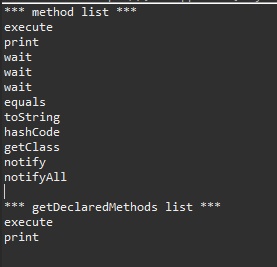 *** method list ***
execute
print
wait
wait
wait
equals
toString
hashCode
getClass
notify
notifyAll
*** getDeclaredMethods list ***
execute
print